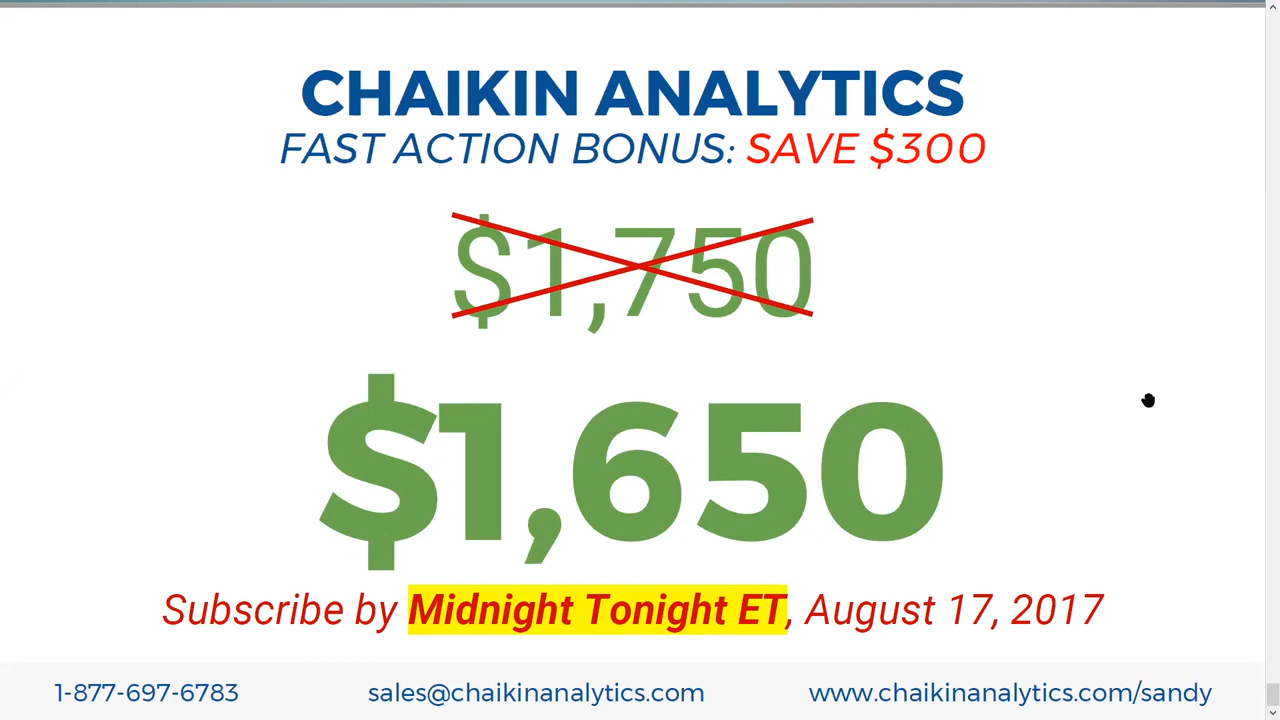 CHAIKIN ANALYTICS
FAST ACTION BONUS: SAVE $300
$1,750
$1,650
Subscribe by Midnight Tonight ET, August 17, 2017
1-877-697-6783 sales@chaikinanalytics.com www.chaikinanalytics.com/sandy